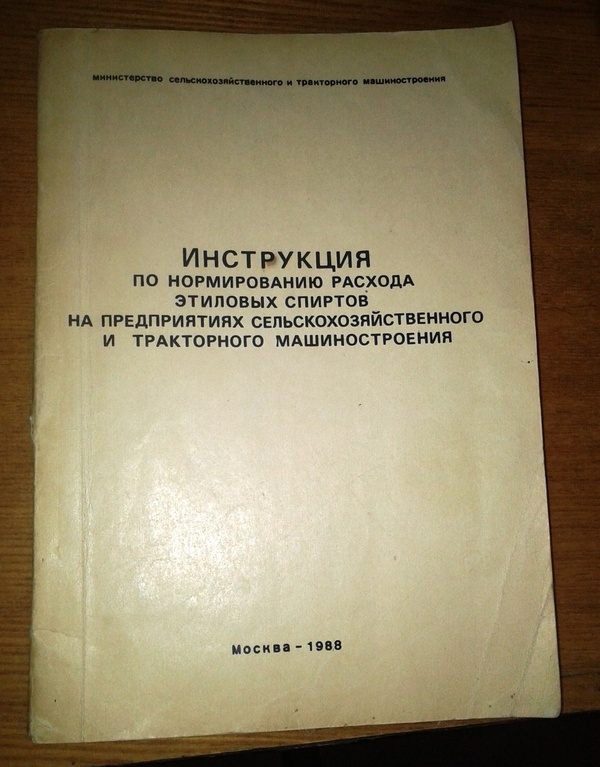 МИНИСТЕРСТВО СЕЛЬСКОХОЗЯЙСТВЕННОГО И ТРАКТОРНОГО МАШИНОСТРОЕНИЯ
ИНСТРУКЦИЯ
ПО НОРМИРОВАНИЮ РАСХОДА
ЭТИЛОВЫХ СПИРТОВ
НА ПРЕДПРИЯТИЯХ СЕЛЬСКОХОЗЯЙСТВЕННОГО
И ТРАКТОРНОГО МАШИНОСТРОЕНИЯ
Москва - 1988